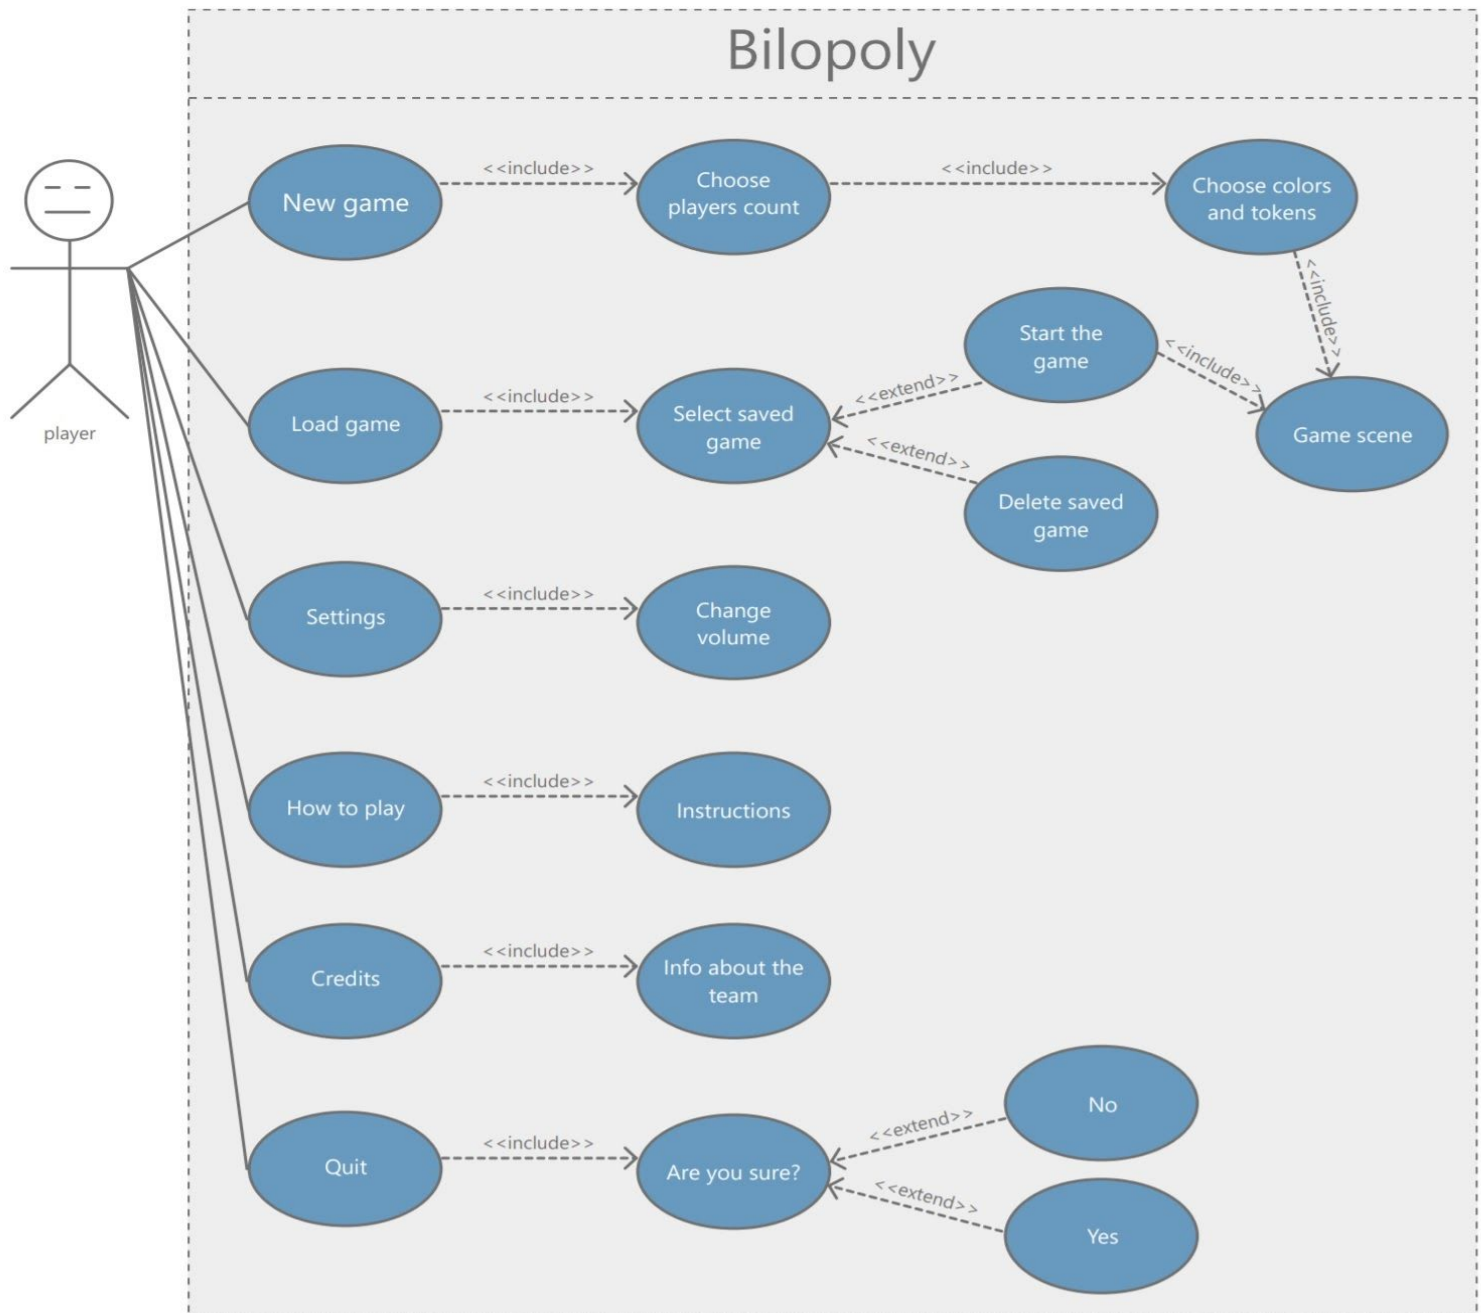 Bilopoly
player
New game
<<include>>
Choose
players count
<<include>>
Choose colors
and tokens
<<include>>
Load game
<<include>>
Select saved
game
<<extend>>
Start the
game
<<include>>
Game scene
<<extend>>
Delete saved
game
Settings
<<include>>
Change
volume
How to play
<<include>>
Instructions
Credits
<<include>>
Info about the
team
Quit
<<include>>
Are you sure?
<<extend>>
No
<<extend>>
Yes